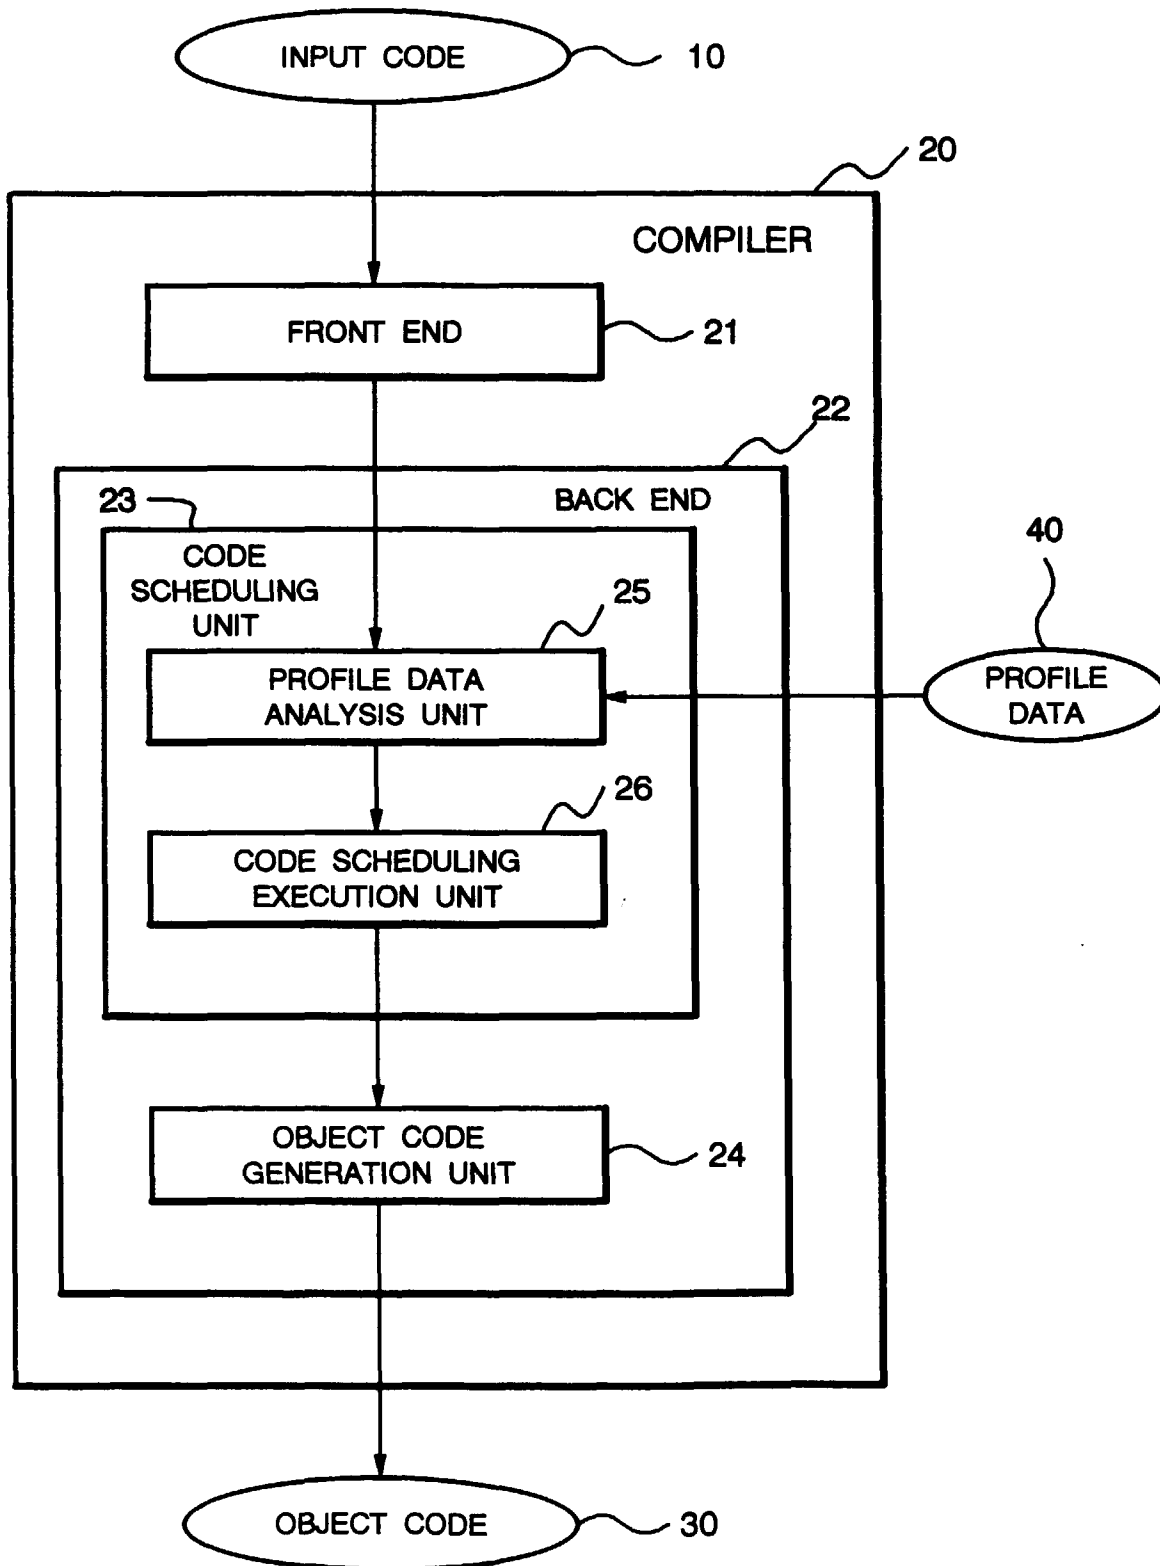 INPUT CODE
10
20
COMPILER
FRONT END
21
22
BACK END
23
CODE
SCHEDULING
UNIT
25
PROFILE DATA
ANALYSIS UNIT
40
PROFILE
DATA
26
CODE SCHEDULING
EXECUTION UNIT
OBJECT CODE
GENERATION UNIT
24
OBJECT CODE
30